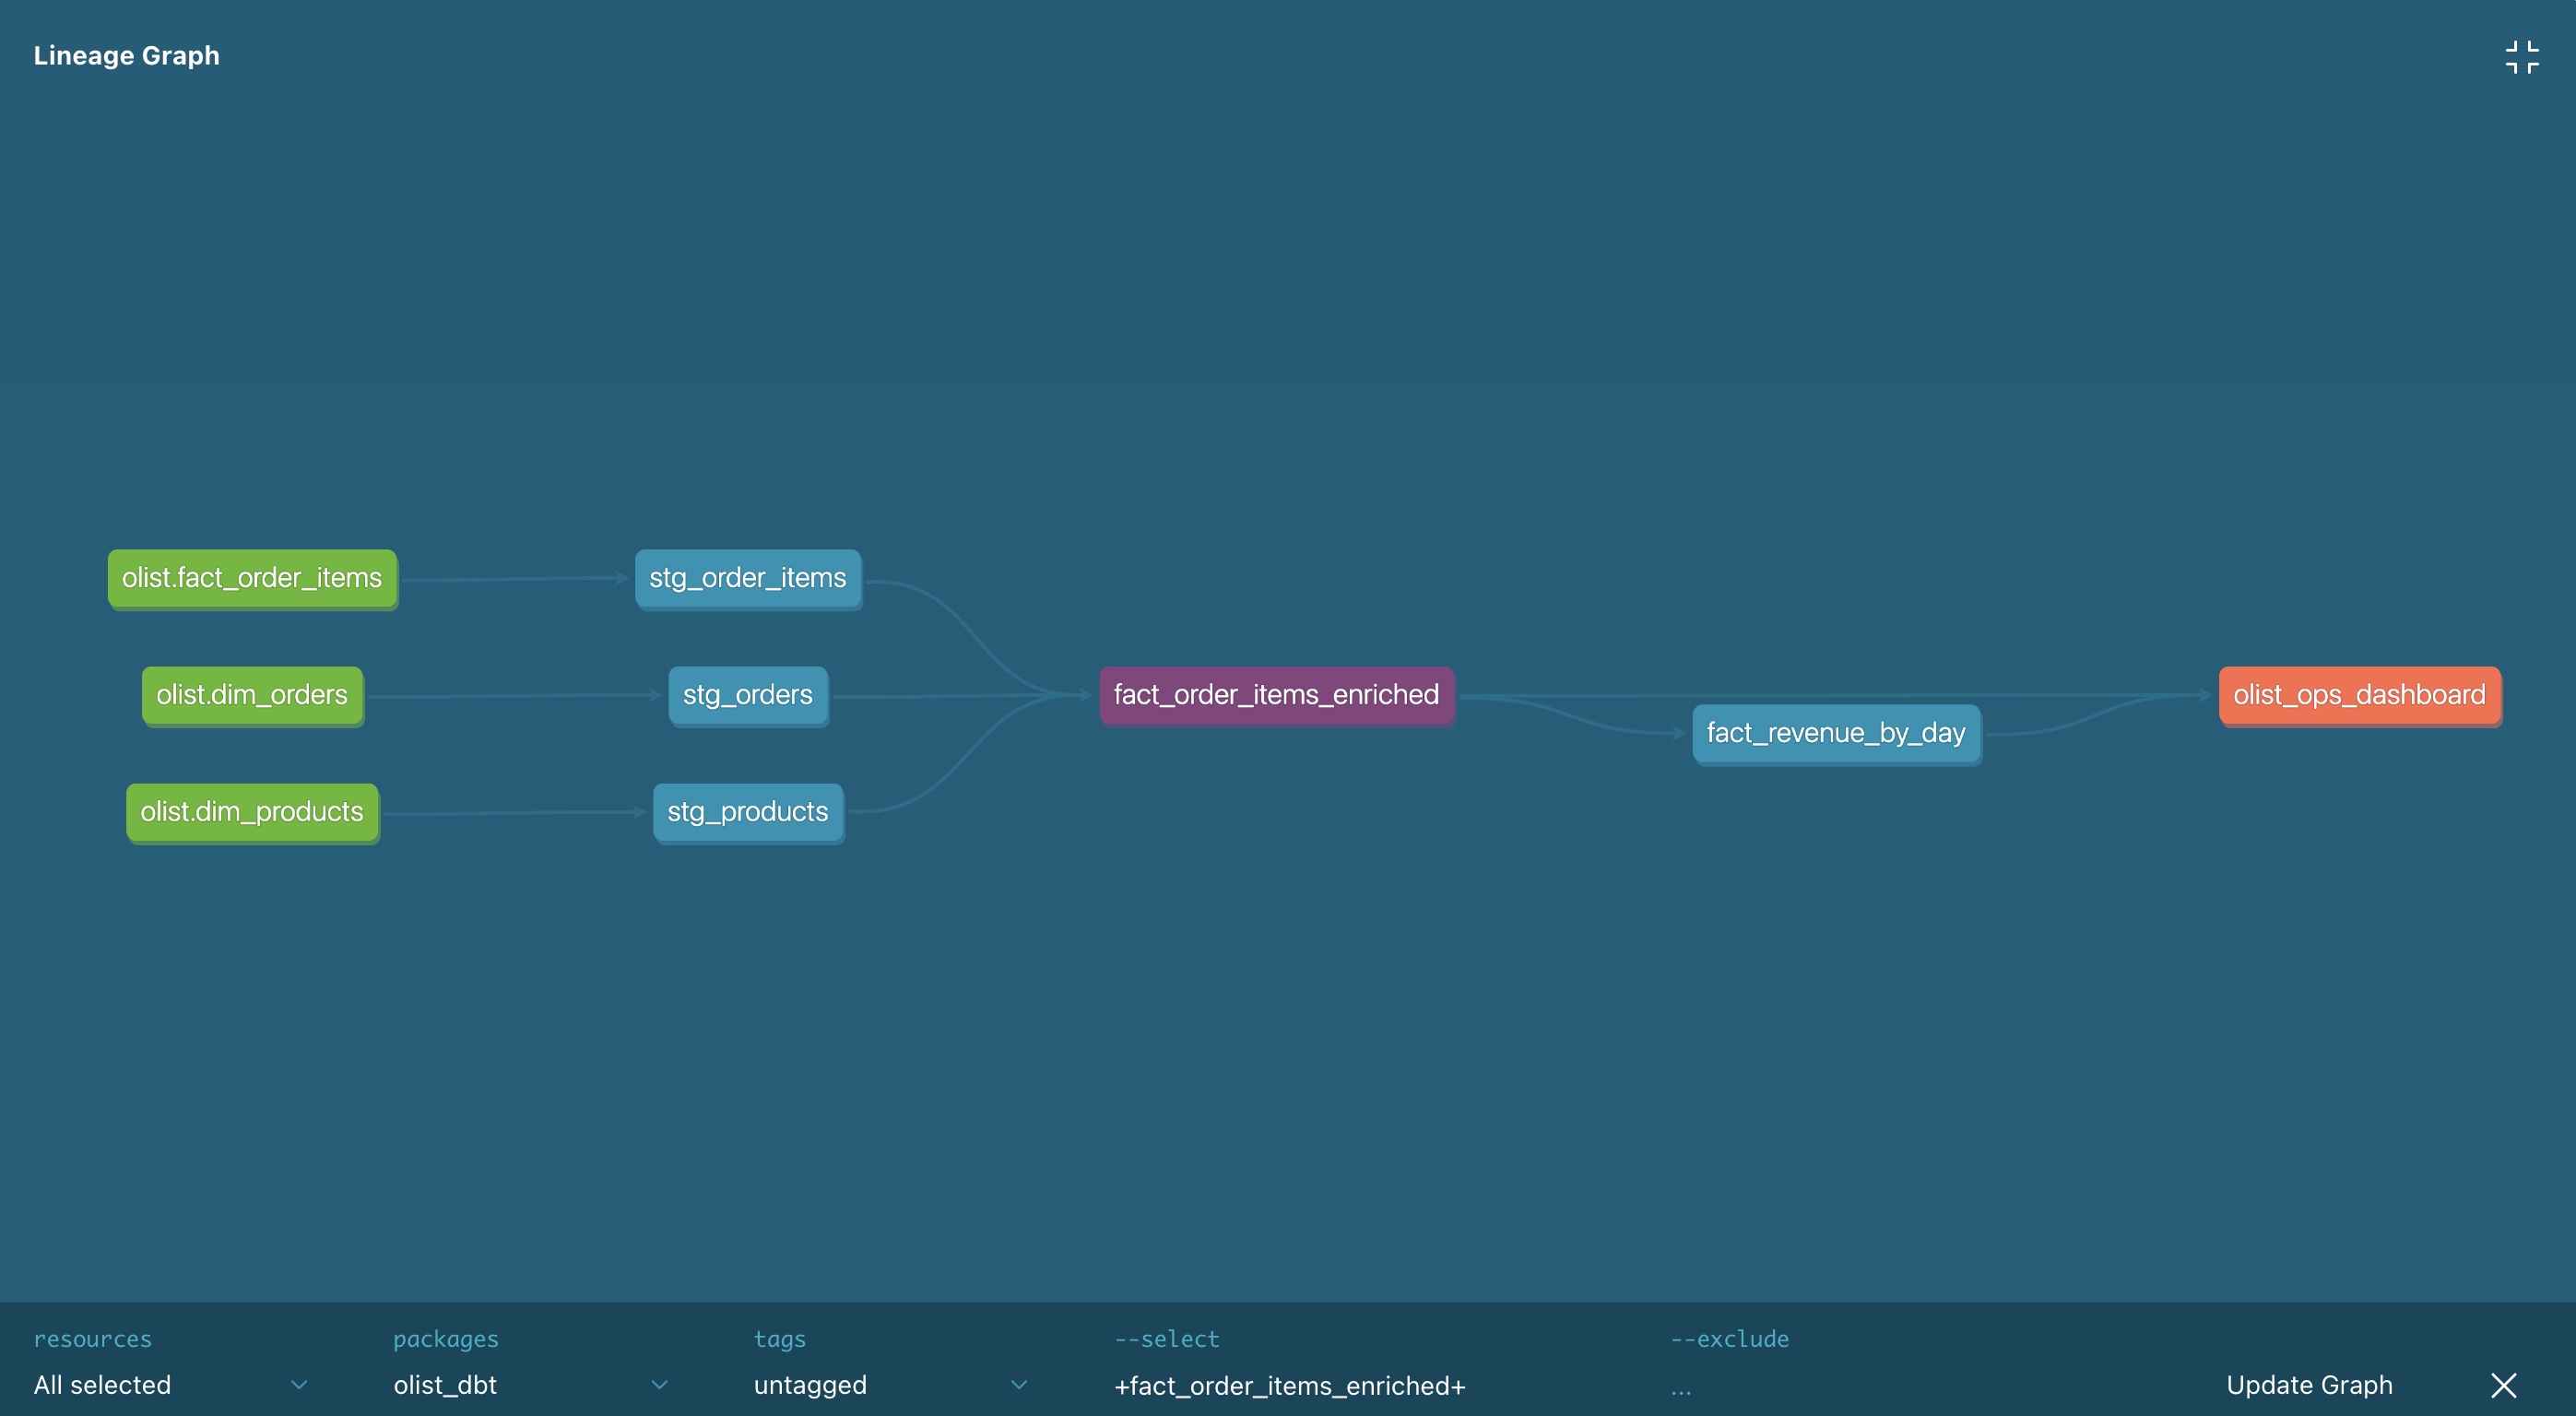 Lineage Graph
olist.fact_order_items
stg_order_items
olist.dim_orders
stg_orders
fact_order_items_enriched
olist_ops_dashboard
fact_revenue_by_day
olist.dim_products
stg_products
resources
packages
tags
--select
--exclude
All selected
olist_dbt
untagged
+fact_order_items_enriched+
...
Update Graph